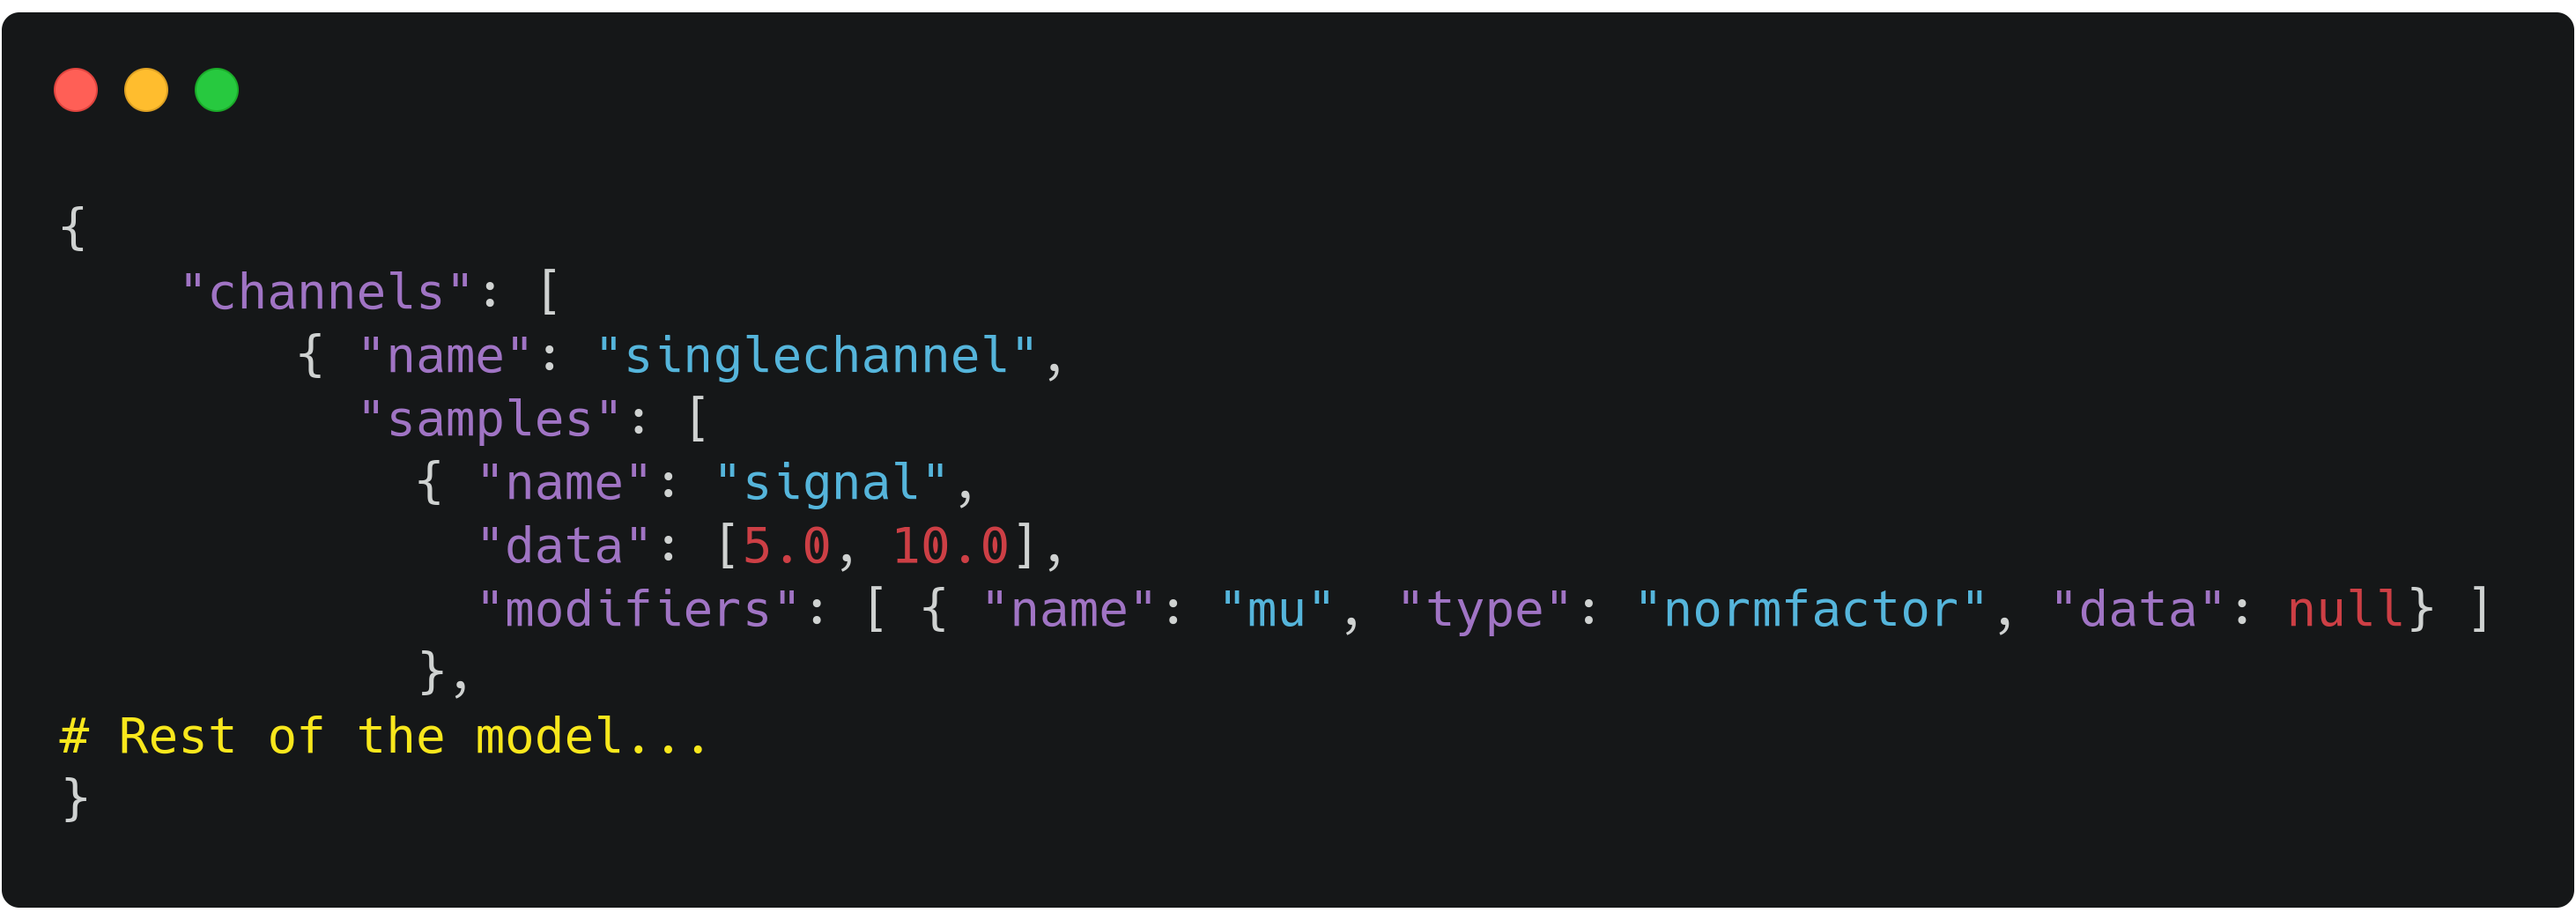 {
    "channels": [
        { "name": "singlechannel",
          "samples": [
            { "name": "signal",
              "data": [5.0, 10.0],
              "modifiers": [ { "name": "mu", "type": "normfactor", "data": null} ]
            },
# Rest of the model...
}